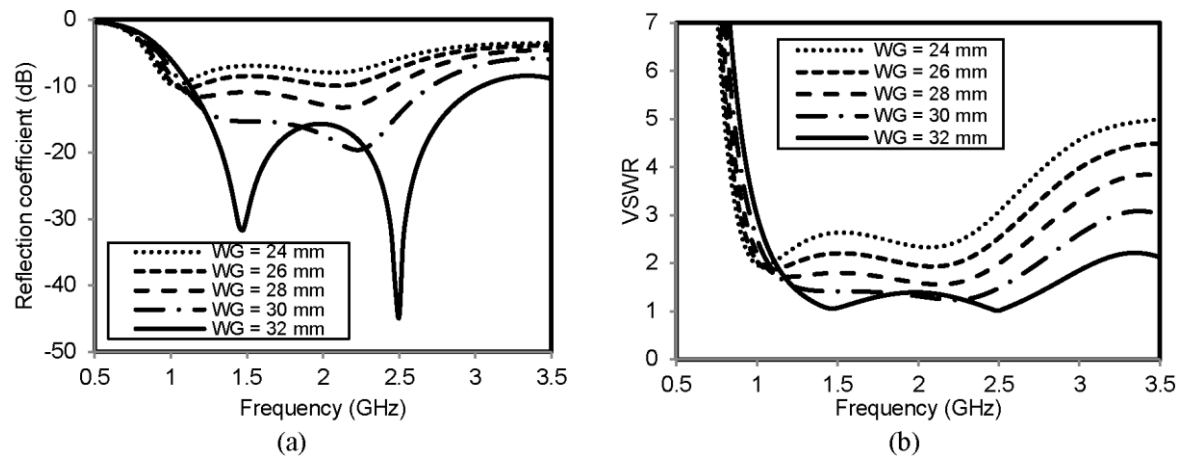 0
-10
-20
-30
-40
-50
Reflection coefficient (dB)
WG = 24 mm
WG = 26 mm
WG = 28 mm
WG = 30 mm
WG = 32 mm
0.5 1 1.5 2 2.5 3 3.5
Frequency (GHz)
(a)
7
6
5
4
3
2
1
0
VSWR
WG = 24 mm
WG = 26 mm
WG = 28 mm
WG = 30 mm
WG = 32 mm
0.5 1 1.5 2 2.5 3 3.5
Frequency (GHz)
(b)